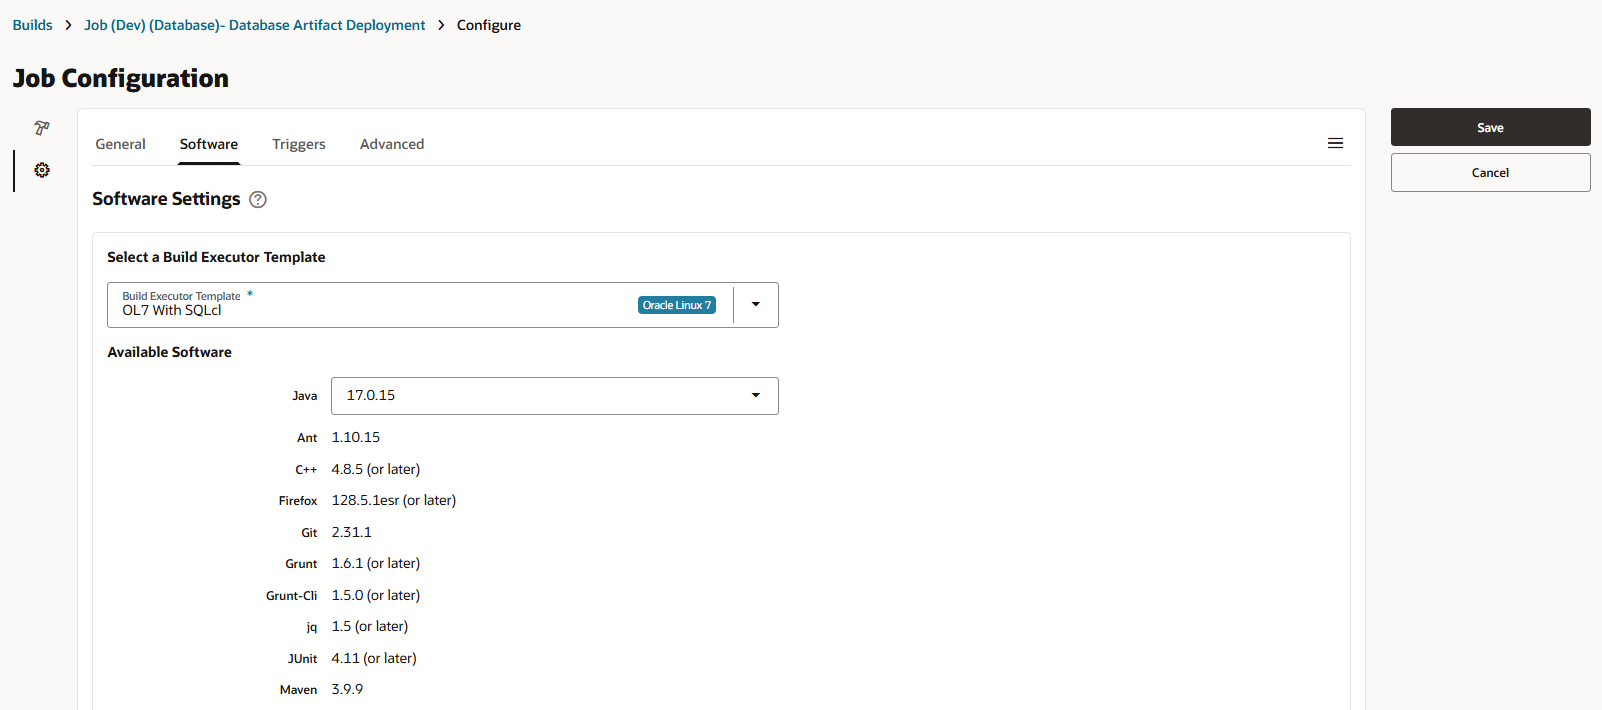 Builds > Job (Dev) (Database)- Database Artifact Deployment > Configure
Job Configuration
General Software Triggers Advanced
Save
Cancel
Software Settings
Select a Build Executor Template
Build Executor Template *
OL7 With SQLcl
Oracle Linux 7
Available Software
Java 17.0.15
Ant 1.10.15
C++ 4.8.5 (or later)
Firefox 128.5.1esr (or later)
Git 2.31.1
Grunt 1.6.1 (or later)
Grunt-Cli 1.5.0 (or later)
jq 1.5 (or later)
JUnit 4.11 (or later)
Maven 3.9.9